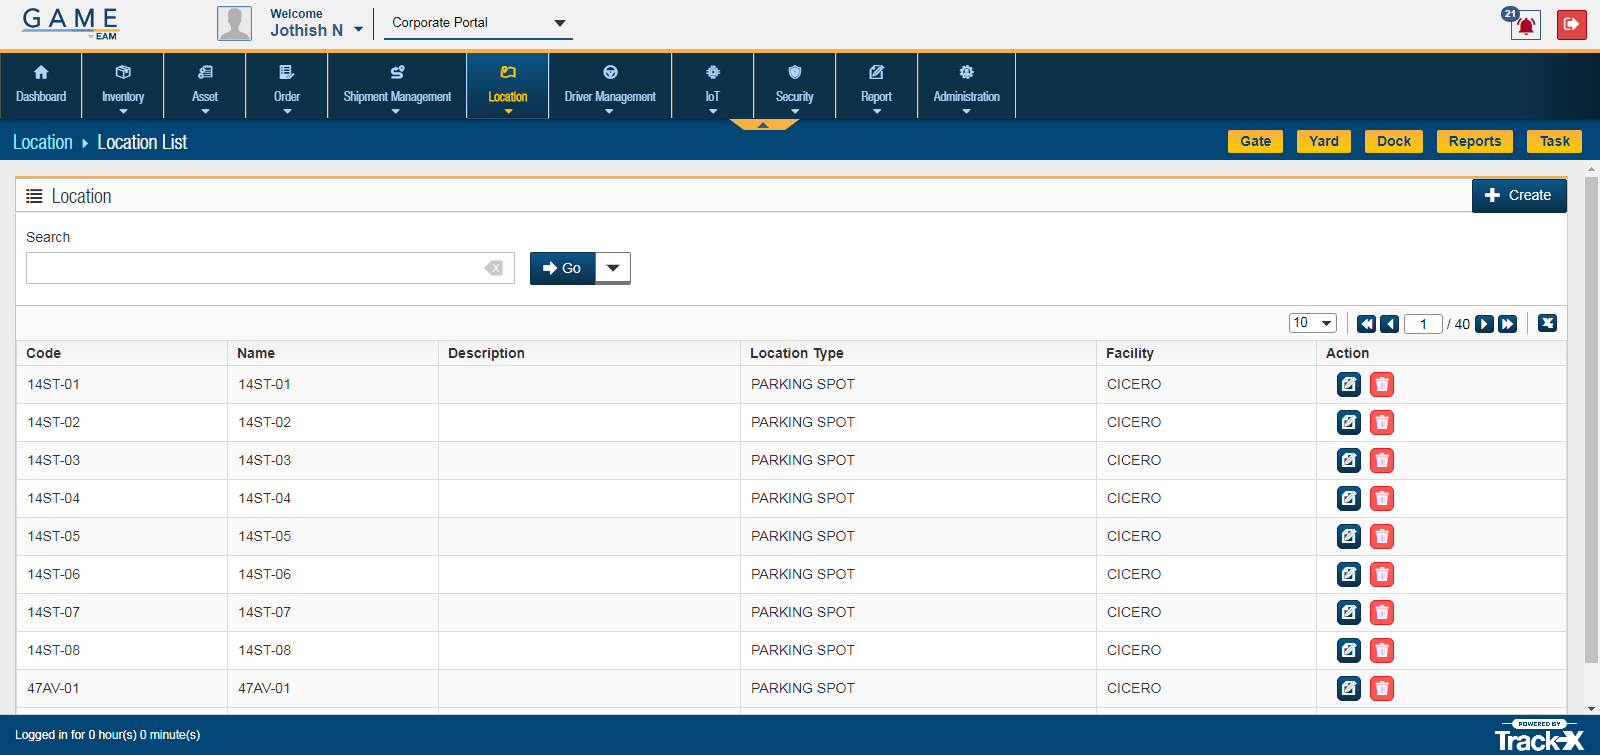 GAME
EAM
Welcome
Jothish N
Corporate Portal
21
Dashboard Inventory Asset Order Shipment Management Location Driver Management IoT Security Report Administration
Location Location List
Gate Yard Dock Reports Task
Location
Create
Search
Go
10 1 / 40
Code Name Description Location Type Facility Action
14ST-01 14ST-01 PARKING SPOT CICERO
14ST-02 14ST-02 PARKING SPOT CICERO
14ST-03 14ST-03 PARKING SPOT CICERO
14ST-04 14ST-04 PARKING SPOT CICERO
14ST-05 14ST-05 PARKING SPOT CICERO
14ST-06 14ST-06 PARKING SPOT CICERO
14ST-07 14ST-07 PARKING SPOT CICERO
14ST-08 14ST-08 PARKING SPOT CICERO
47AV-01 47AV-01 PARKING SPOT CICERO
Logged in for 0 hour(s) 0 minute(s)
POWERED BY
Track-X